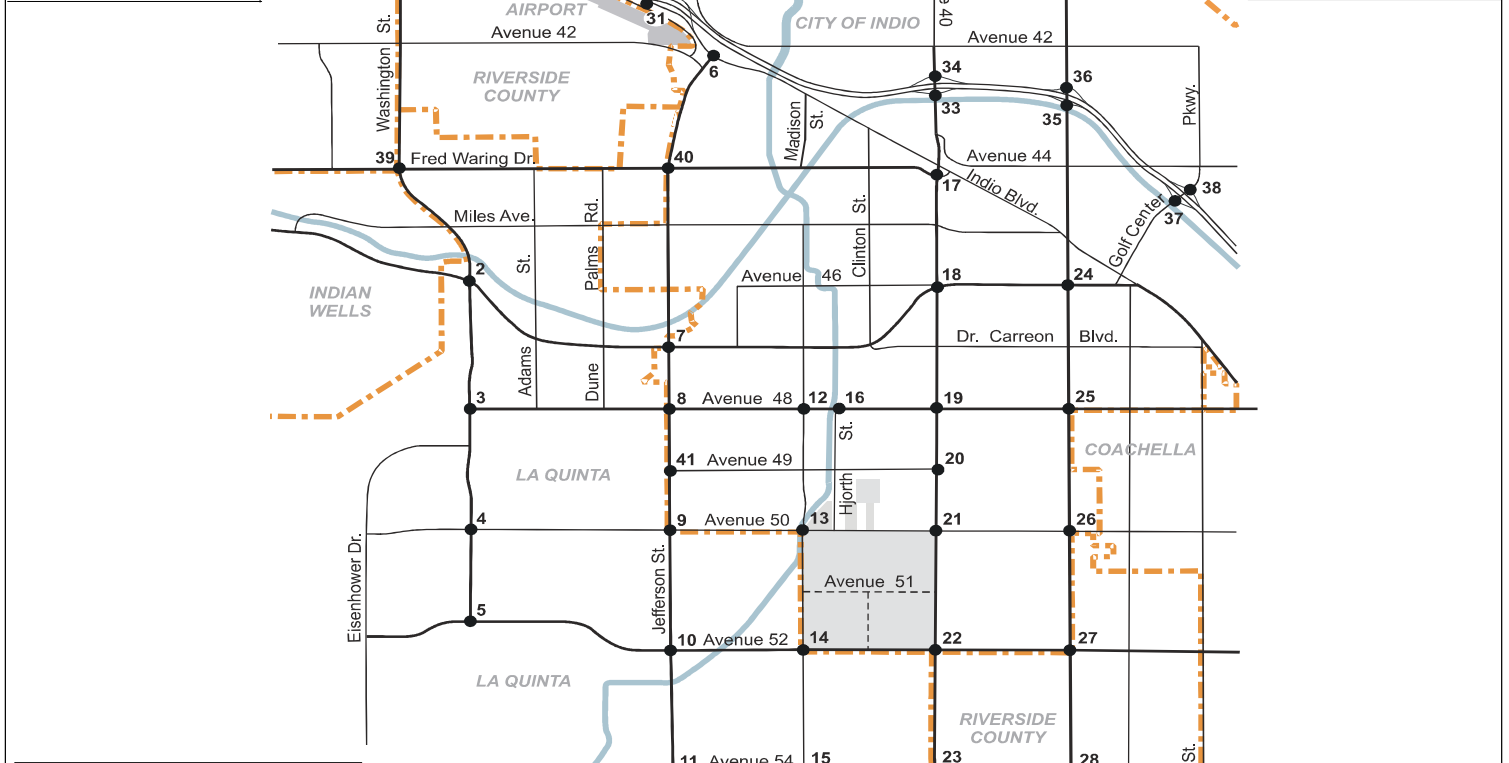 AIRPORT
31
St.
Avenue 42
CITY OF INDIO
e 40
Avenue 42
6
34
36
RIVERSIDE
COUNTY
Washington
Madison
St.
33
35
Pkwy.
39
Fred Waring Dr.
40
Avenue 44
17
Indio Blvd.
38
37
Golf Center
Miles Ave.
Rd.
St.
Clinton
St.
Palms
2
Avenue 46
18
24
INDIAN
WELLS
7
Dr. Carreon Blvd.
Adams
Dune
3
8
Avenue 48
12
16
19
25
St.
COACHELLA
41
Avenue 49
20
LA QUINTA
Hjorth
4
9
Avenue 50
13
21
26
Eisenhower Dr.
Jefferson St.
Avenue 51
5
10
Avenue 52
14
22
27
LA QUINTA
RIVERSIDE
COUNTY
St.
11
Avenue 54
15
23
28